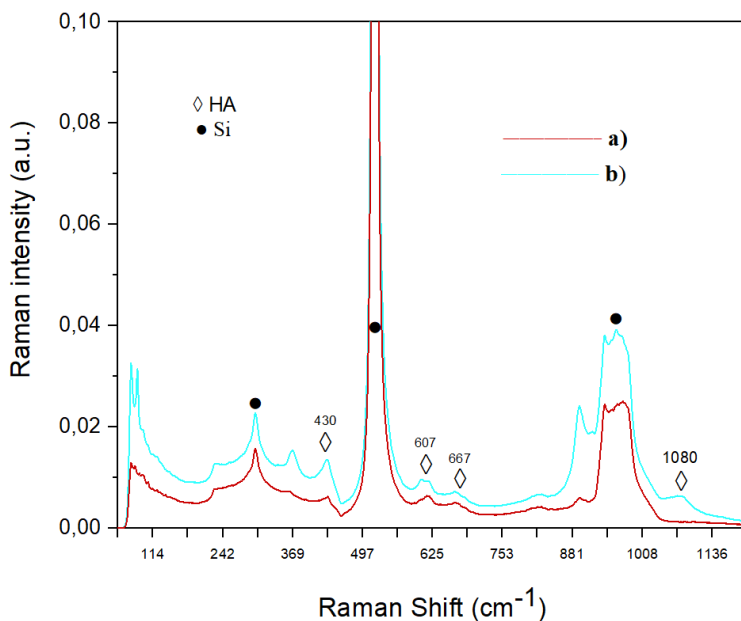 0,10
0,08
0,06
0,04
0,02
0,00
Raman intensity (a.u.)
◊ HA
● Si
a)
b)
430
607
667
1080
114 242 369 497 625 753 881 1008 1136
Raman Shift (cm-1)